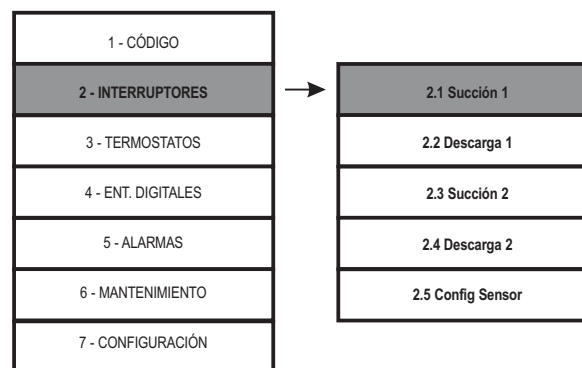 1 - CÓDIGO
2 - INTERRUPTORES
3 - TERMOSTATOS
4 - ENT. DIGITALES
5 - ALARMAS
6 - MANTENIMIENTO
7 - CONFIGURACIÓN
2.1 Succión 1
2.2 Descarga 1
2.3 Succión 2
2.4 Descarga 2
2.5 Config Sensor